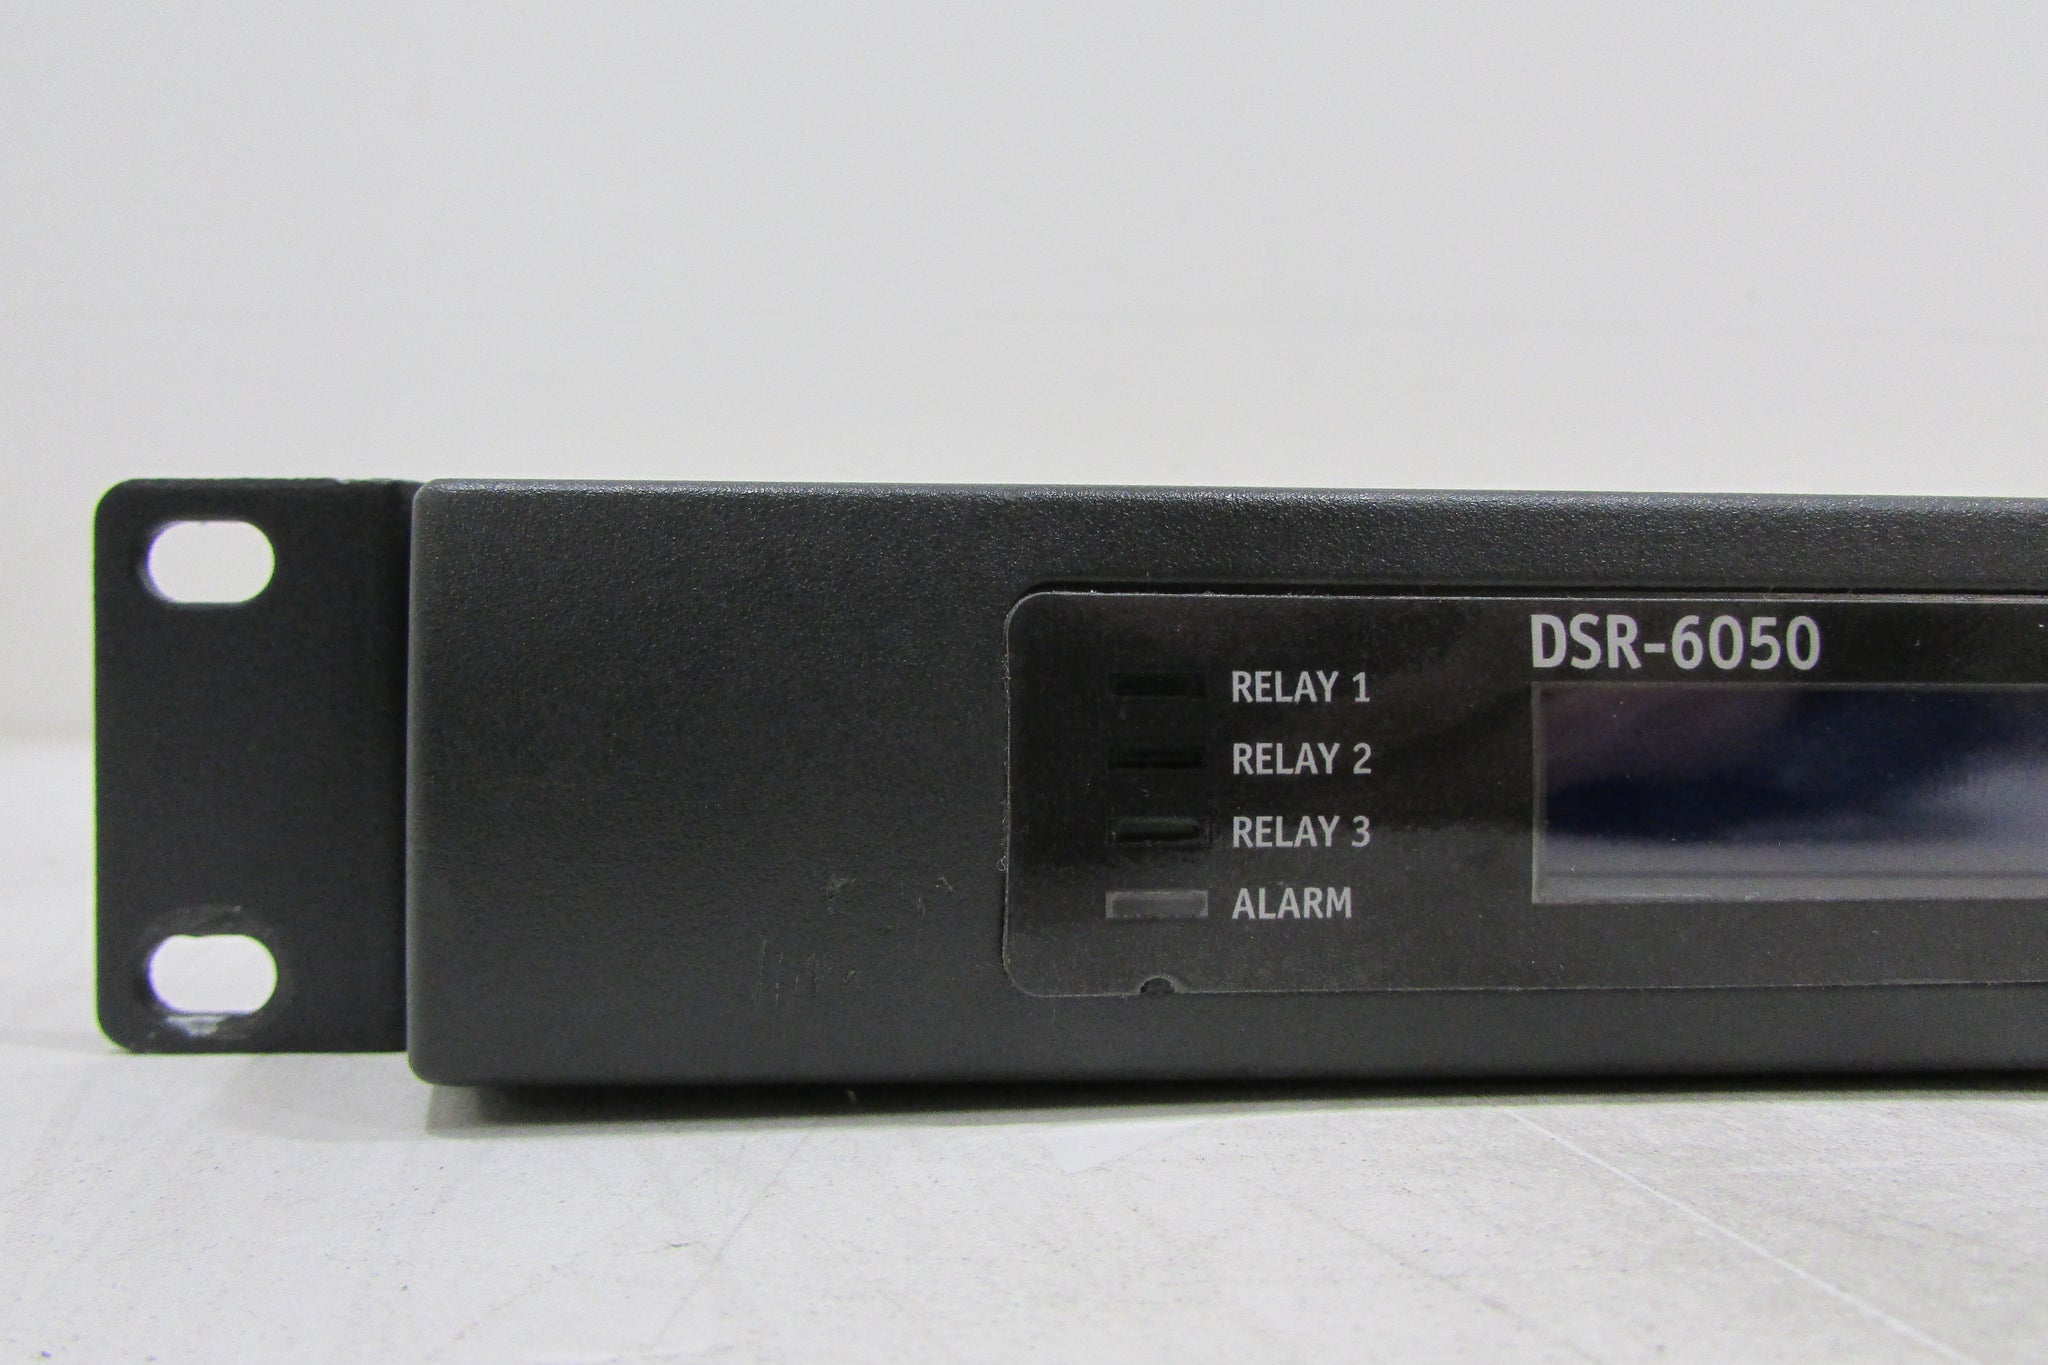 DSR-6050
RELAY 1
RELAY 2
RELAY 3
ALARM